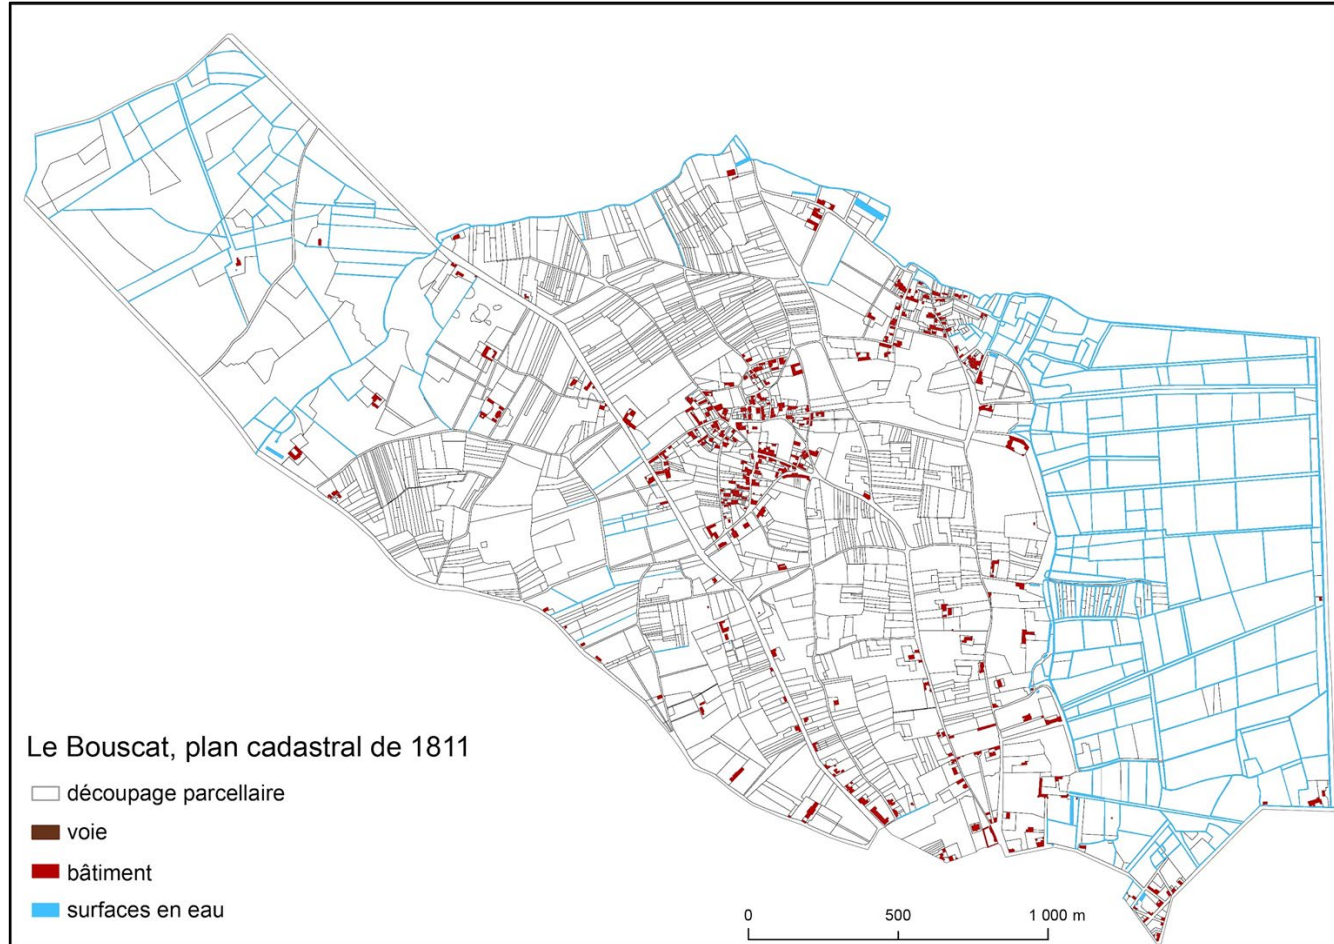 Le Bouscat, plan cadastral de 1811
découpage parcellaire
voie
bâtiment
surfaces en eau
0 500 1 000 m